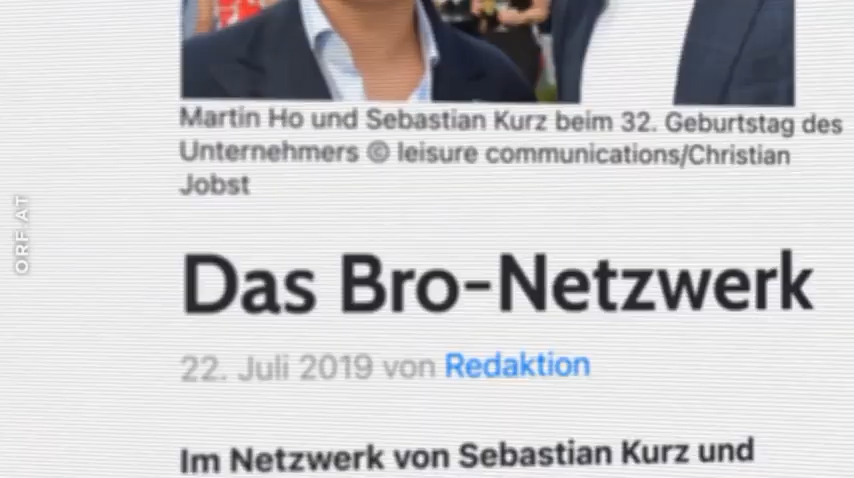 Martin Ho und Sebastian Kurz beim 32. Geburtstag des
Unternehmers © leisure communications/Christian
Jobst
Das Bro-Netzwerk
22. Juli 2019 von Redaktion
Im Netzwerk von Sebastian Kurz und
ORF.AT